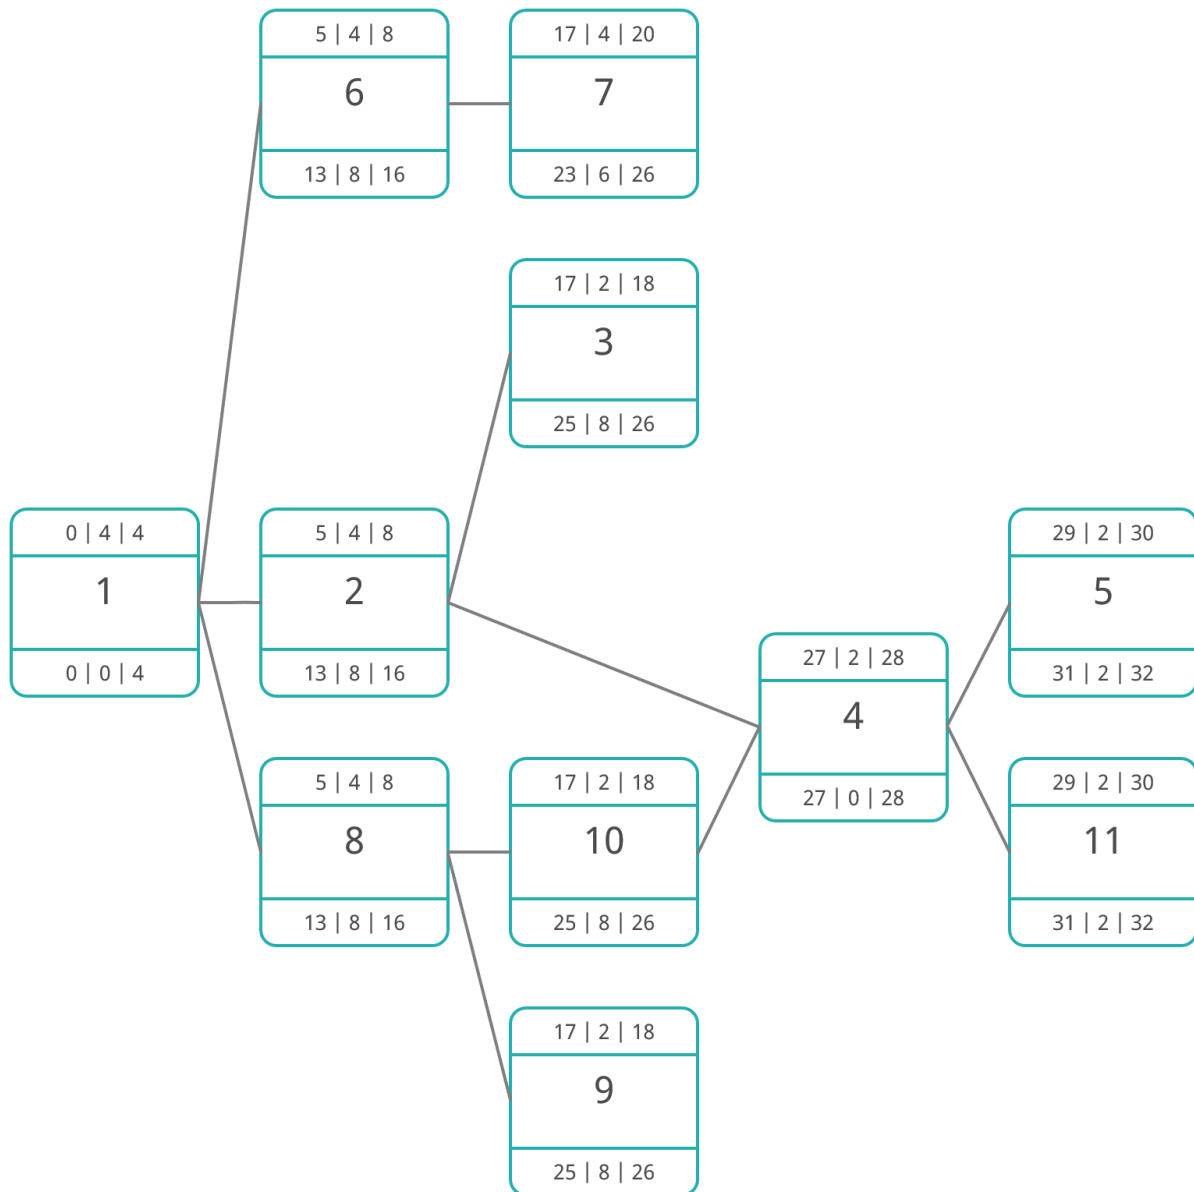 5 | 4 | 8
6
13 | 8 | 16
17 | 4 | 20
7
23 | 6 | 26
17 | 2 | 18
3
25 | 8 | 26
0 | 4 | 4
1
0 | 0 | 4
5 | 4 | 8
2
13 | 8 | 16
27 | 2 | 28
4
27 | 0 | 28
29 | 2 | 30
5
31 | 2 | 32
5 | 4 | 8
8
13 | 8 | 16
17 | 2 | 18
10
25 | 8 | 26
29 | 2 | 30
11
31 | 2 | 32
17 | 2 | 18
9
25 | 8 | 26